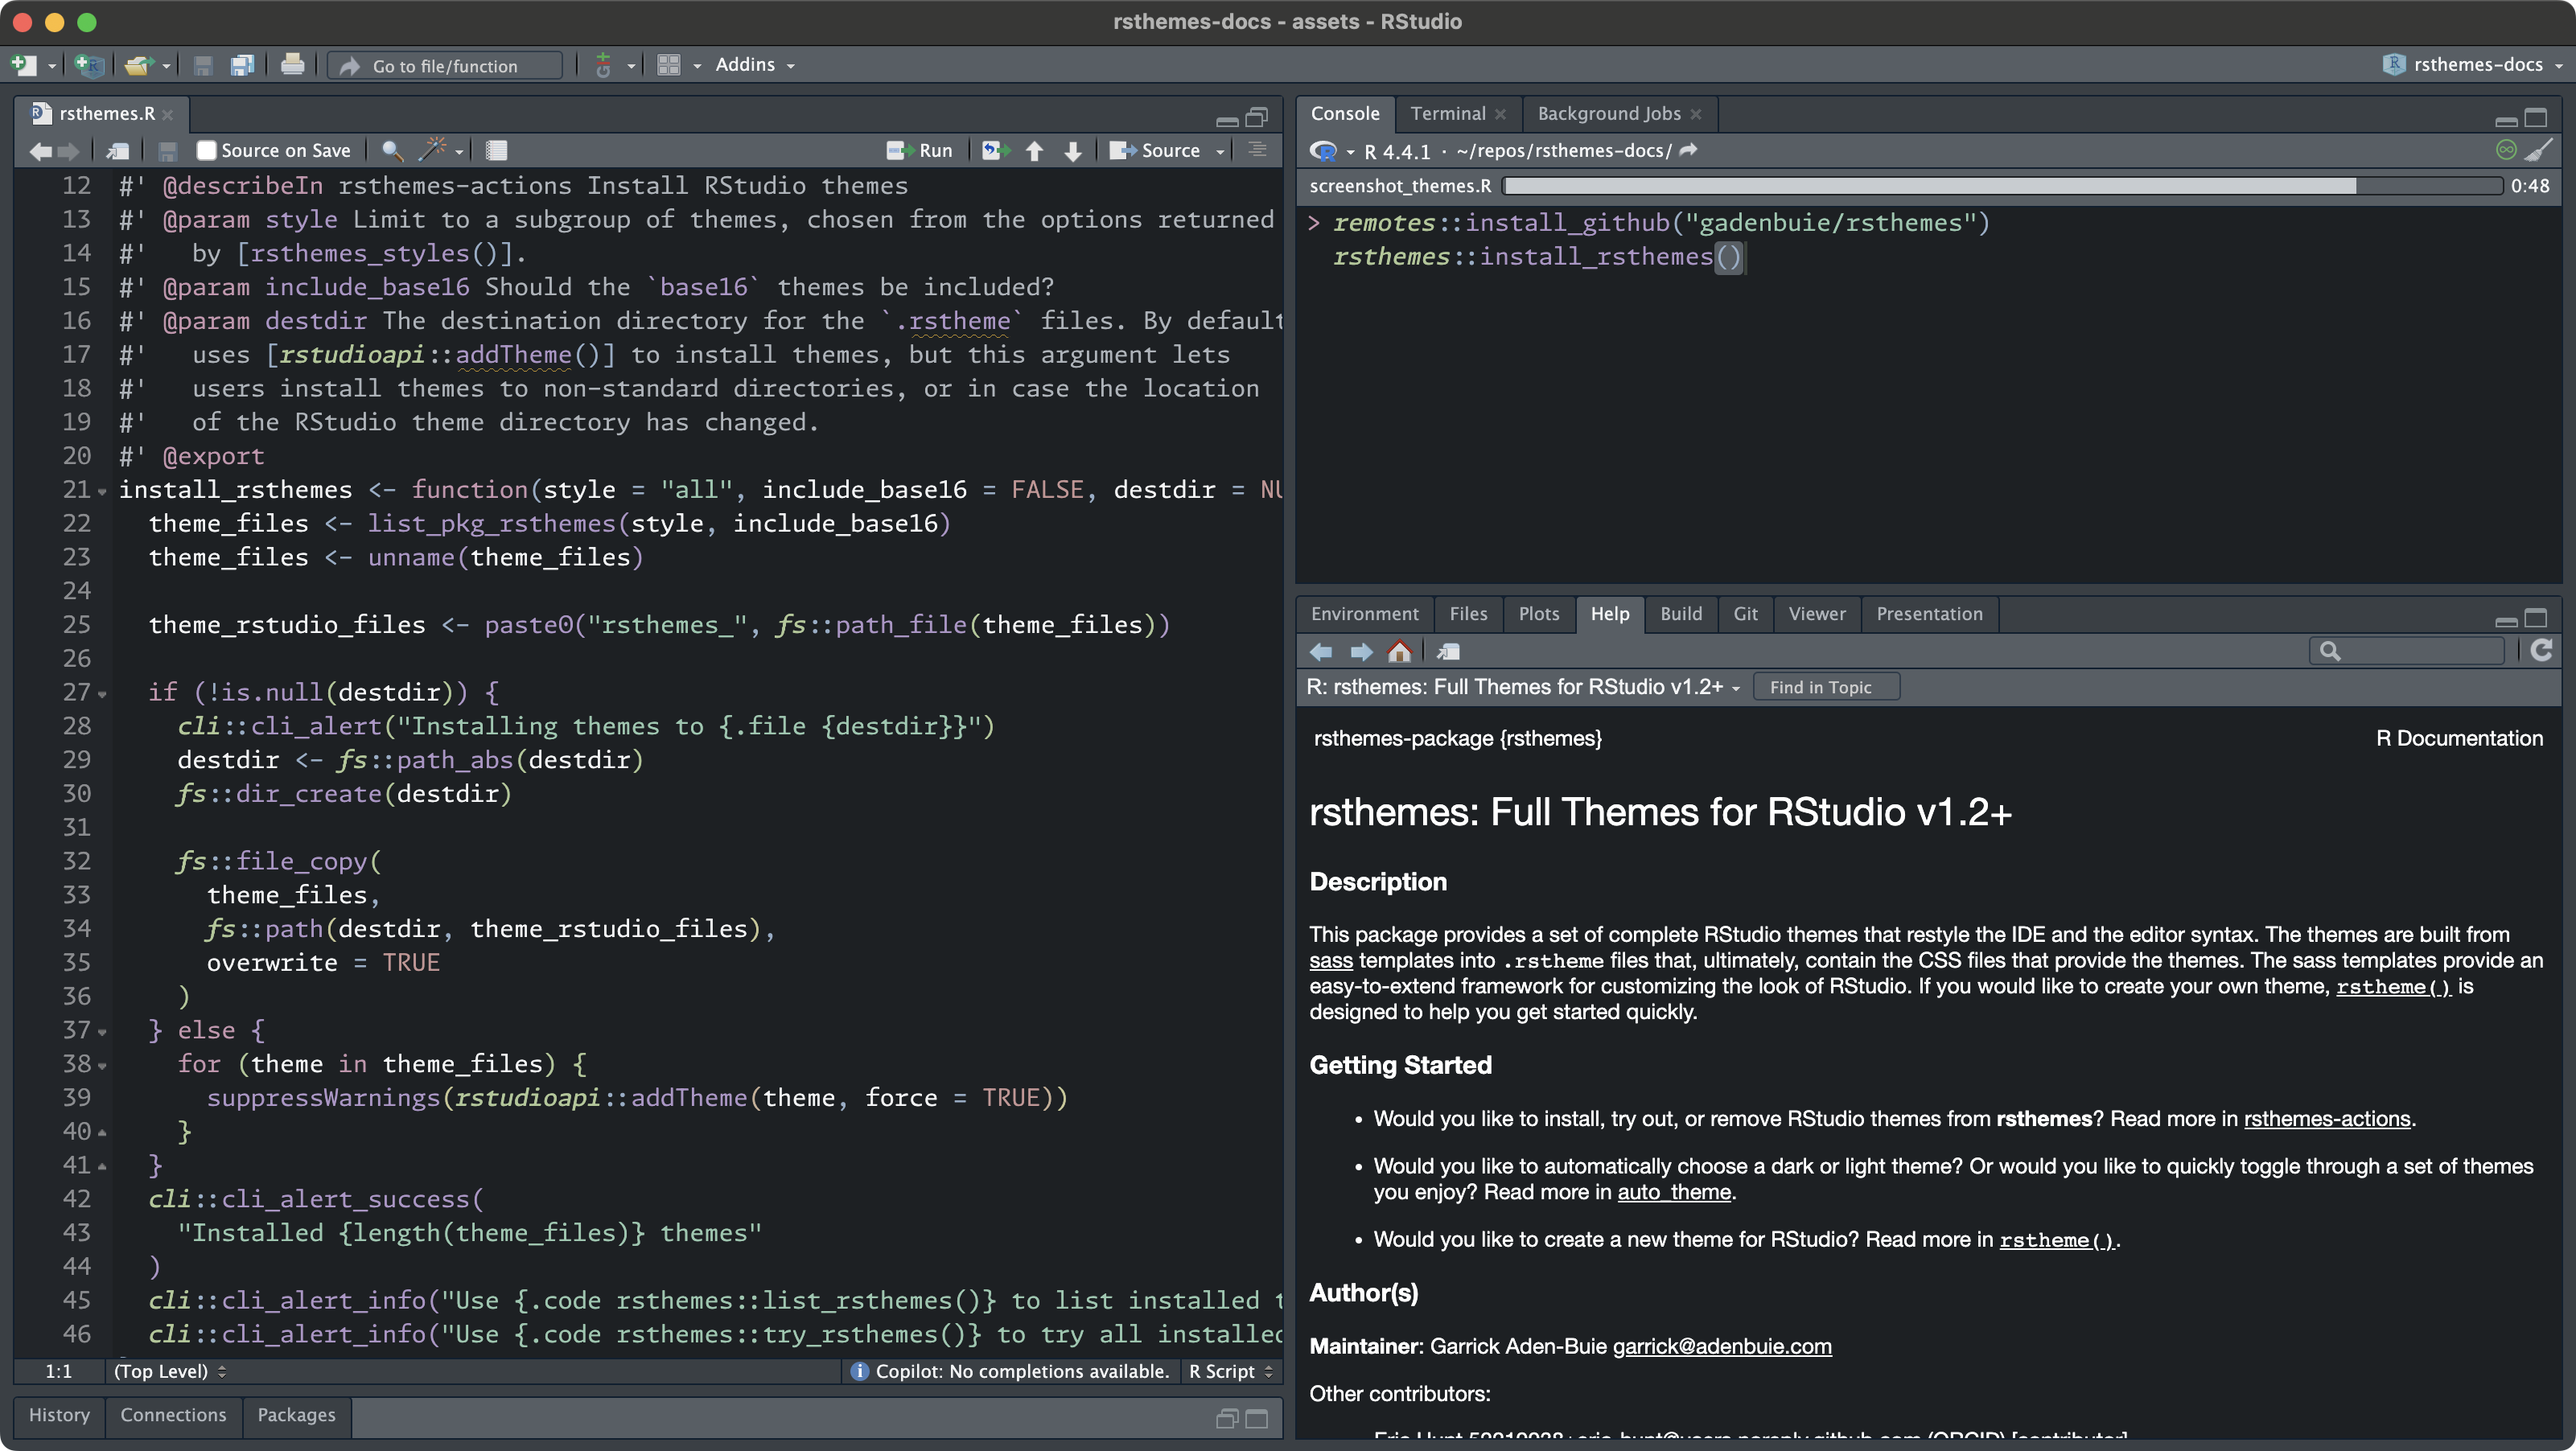 rsthemes-docs - assets - RStudio
Go to file/function
Addins
rsthemes-docs
rsthemes.R
Source on Save
Run
Source
12 #' @describeIn rsthemes-actions Install RStudio themes
13 #' @param style Limit to a subgroup of themes, chosen from the options returned
14 #'   by [rsthemes_styles()].
15 #' @param include_base16 Should the `base16` themes be included?
16 #' @param destdir The destination directory for the `.rstheme` files. By default
17 #'   uses [rstudioapi::addTheme()] to install themes, but this argument lets
18 #'   users install themes to non-standard directories, or in case the location
19 #'   of the RStudio theme directory has changed.
20 #' @export
21 install_rsthemes <- function(style = "all", include_base16 = FALSE, destdir = NU
22   theme_files <- list_pkg_rsthemes(style, include_base16)
23   theme_files <- unname(theme_files)
24
25   theme_rstudio_files <- paste0("rsthemes_", fs::path_file(theme_files))
26
27   if (!is.null(destdir)) {
28     cli::cli_alert("Installing themes to {.file {destdir}}")
29     destdir <- fs::path_abs(destdir)
30     fs::dir_create(destdir)
31
32     fs::file_copy(
33       theme_files,
34       fs::path(destdir, theme_rstudio_files),
35       overwrite = TRUE
36     )
37   } else {
38     for (theme in theme_files) {
39       suppressWarnings(rstudioapi::addTheme(theme, force = TRUE))
40     }
41   }
42   cli::cli_alert_success(
43     "Installed {length(theme_files)} themes"
44   )
45   cli::cli_alert_info("Use {.code rsthemes::list_rsthemes()} to list installed t
46   cli::cli_alert_info("Use {.code rsthemes::try_rsthemes()} to try all installed
1:1 (Top Level) Copilot: No completions available. R Script
History Connections Packages
Console Terminal Background Jobs
R 4.4.1 · ~/repos/rsthemes-docs/
screenshot_themes.R 0:48
> remotes::install_github("gadenbuie/rsthemes")
rsthemes::install_rsthemes()
Environment Files Plots Help Build Git Viewer Presentation
R: rsthemes: Full Themes for RStudio v1.2+ Find in Topic
rsthemes-package {rsthemes} R Documentation
rsthemes: Full Themes for RStudio v1.2+
Description
This package provides a set of complete RStudio themes that restyle the IDE and the editor syntax. The themes are built from
sass templates into .rstheme files that, ultimately, contain the CSS files that provide the themes. The sass templates provide an
easy-to-extend framework for customizing the look of RStudio. If you would like to create your own theme, rstheme() is
designed to help you get started quickly.
Getting Started
• Would you like to install, try out, or remove RStudio themes from rsthemes? Read more in rsthemes-actions.
• Would you like to automatically choose a dark or light theme? Or would you like to quickly toggle through a set of themes
you enjoy? Read more in auto_theme.
• Would you like to create a new theme for RStudio? Read more in rstheme().
Author(s)
Maintainer: Garrick Aden-Buie garrick@adenbuie.com
Other contributors: